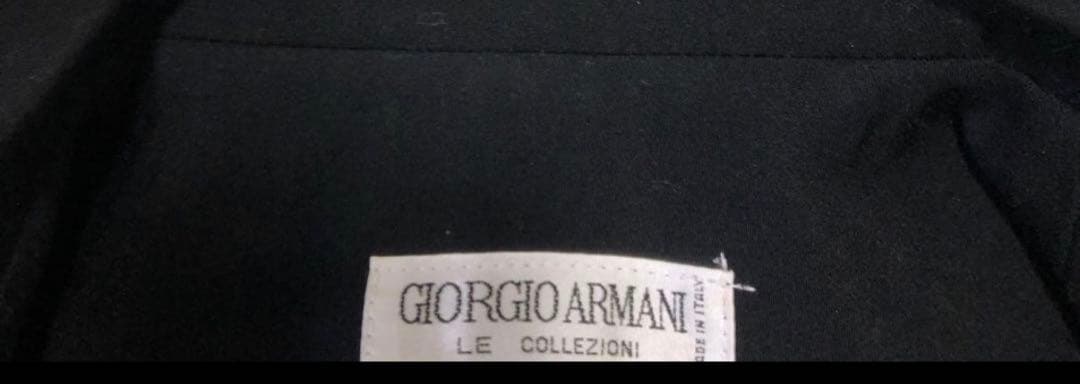 GIORGIO ARMANI
LE COLLEZIONI
MADE IN ITALY